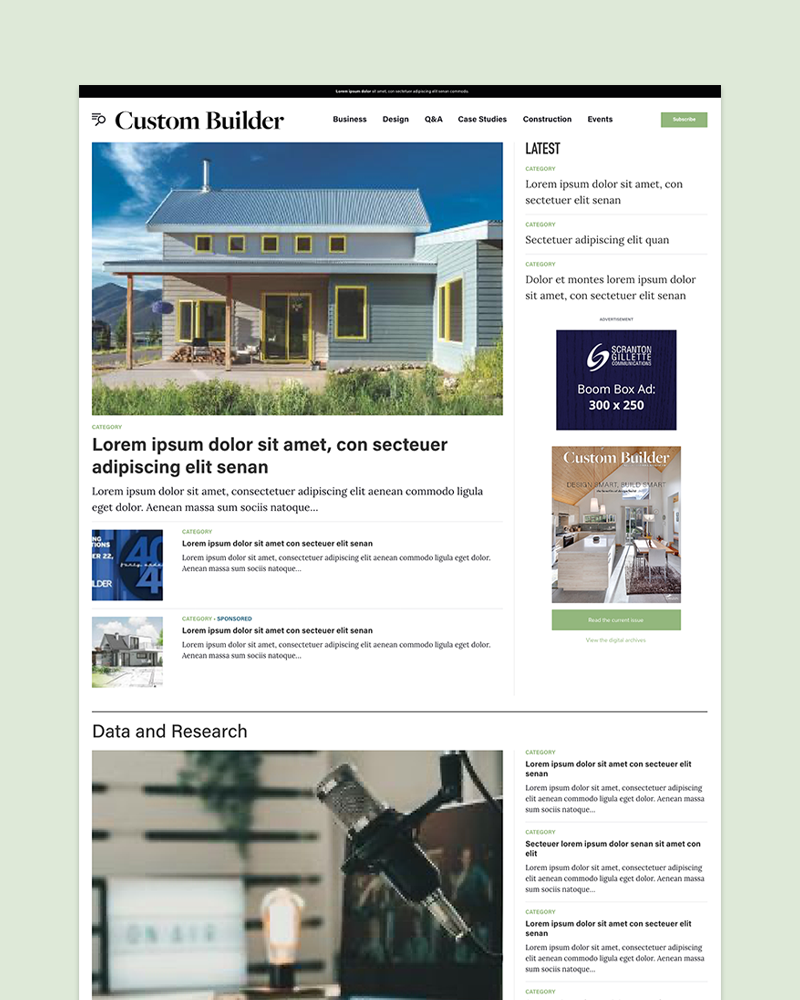 Lorem ipsum dolor sit amet, con sectetuer adipiscing elit senan commodo.
Custom Builder
Business Design Q&A Case Studies Construction Events
Subscribe
CATEGORY
Lorem ipsum dolor sit amet, con secteuer
adipiscing elit senan
Lorem ipsum dolor sit amet, consectetuer adipiscing elit aenean commodo ligula
eget dolor. Aenean massa sum sociis natoque...
NG
TIONS
ER 22,
LDER
40
4
CATEGORY
Lorem ipsum dolor sit amet con secteuer elit senan
Lorem ipsum dolor sit amet, consectetuer adipiscing elit aenean commodo ligula eget dolor.
Aenean massa sum sociis natoque...
CATEGORY • SPONSORED
Lorem ipsum dolor sit amet con secteuer elit senan
Lorem ipsum dolor sit amet, consectetuer adipiscing elit aenean commodo ligula eget dolor.
Aenean massa sum sociis natoque...
LATEST
CATEGORY
Lorem ipsum dolor sit amet, con
sectetuer elit senan
CATEGORY
Sectetuer adipiscing elit quan
CATEGORY
Dolor et montes lorem ipsum dolor
sit amet, con sectetuer elit senan
ADVERTISEMENT
SCRANTON
GILLETTE
COMMUNICATIONS
Boom Box Ad:
300 x 250
Custom Builder
DESIGN SMART, BUILD SMART
Read the current issue
View the digital archives
Data and Research
ON AIR
CATEGORY
Lorem ipsum dolor sit amet con secteuer elit
senan
Lorem ipsum dolor sit amet, consectetuer adipiscing
elit aenean commodo ligula eget dolor. Aenean massa
sum sociis natoque...
CATEGORY
Secteuer lorem ipsum dolor senan sit amet con
elit
Lorem ipsum dolor sit amet, consectetuer adipiscing
elit aenean commodo ligula eget dolor. Aenean massa
sum sociis natoque...
CATEGORY
Lorem ipsum dolor sit amet con secteuer elit
senan
Lorem ipsum dolor sit amet, consectetuer adipiscing
elit aenean commodo ligula eget dolor. Aenean massa
sum sociis natoque...
CATEGORY